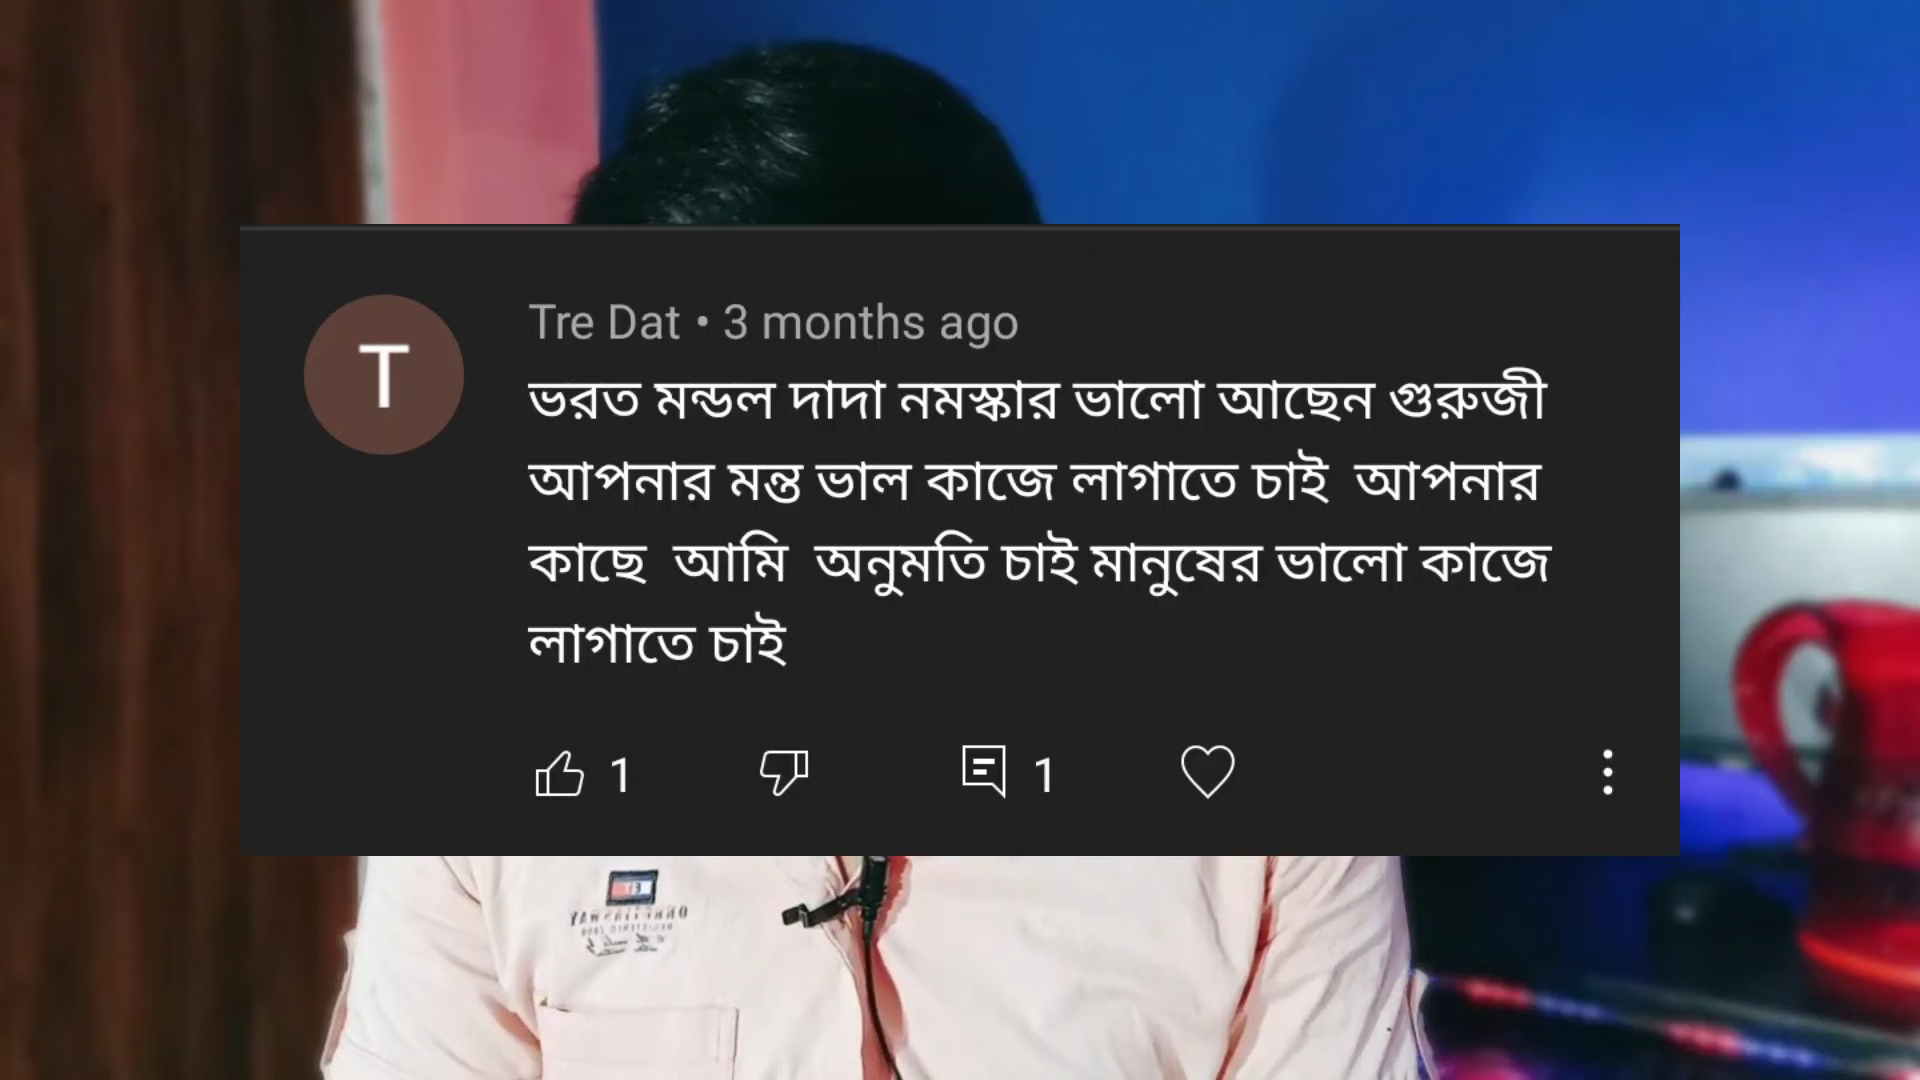 T
Tre Dat • 3 months ago
ভরত মন্ডল দাদা নমস্কার ভালো আছেন গুরুজী
আপনার মন্ত ভাল কাজে লাগাতে চাই আপনার
কাছে আমি অনুমতি চাই মানুষের ভালো কাজে
লাগাতে চাই
1 1